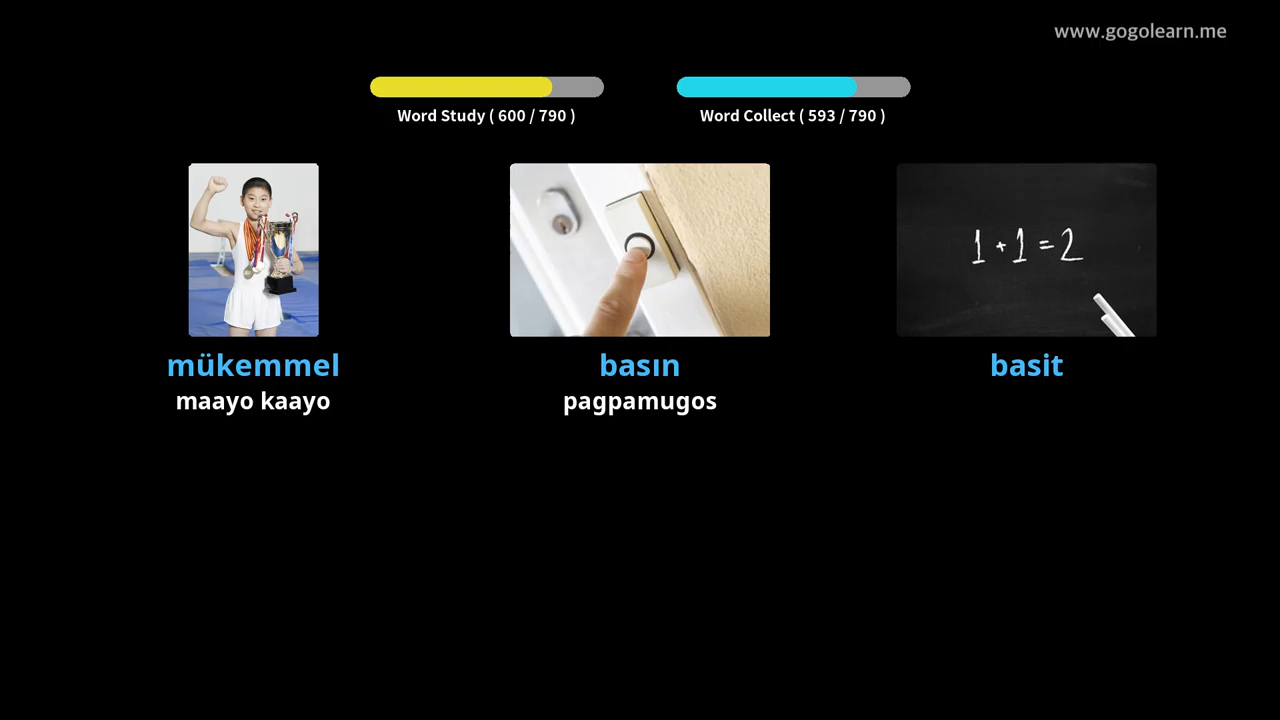 www.gogolearn.me
Word Study ( 600 / 790 )
Word Collect ( 593 / 790 )
1 + 1 = 2
mükemmel
basın
basit
maayo kaayo
pagpamugos